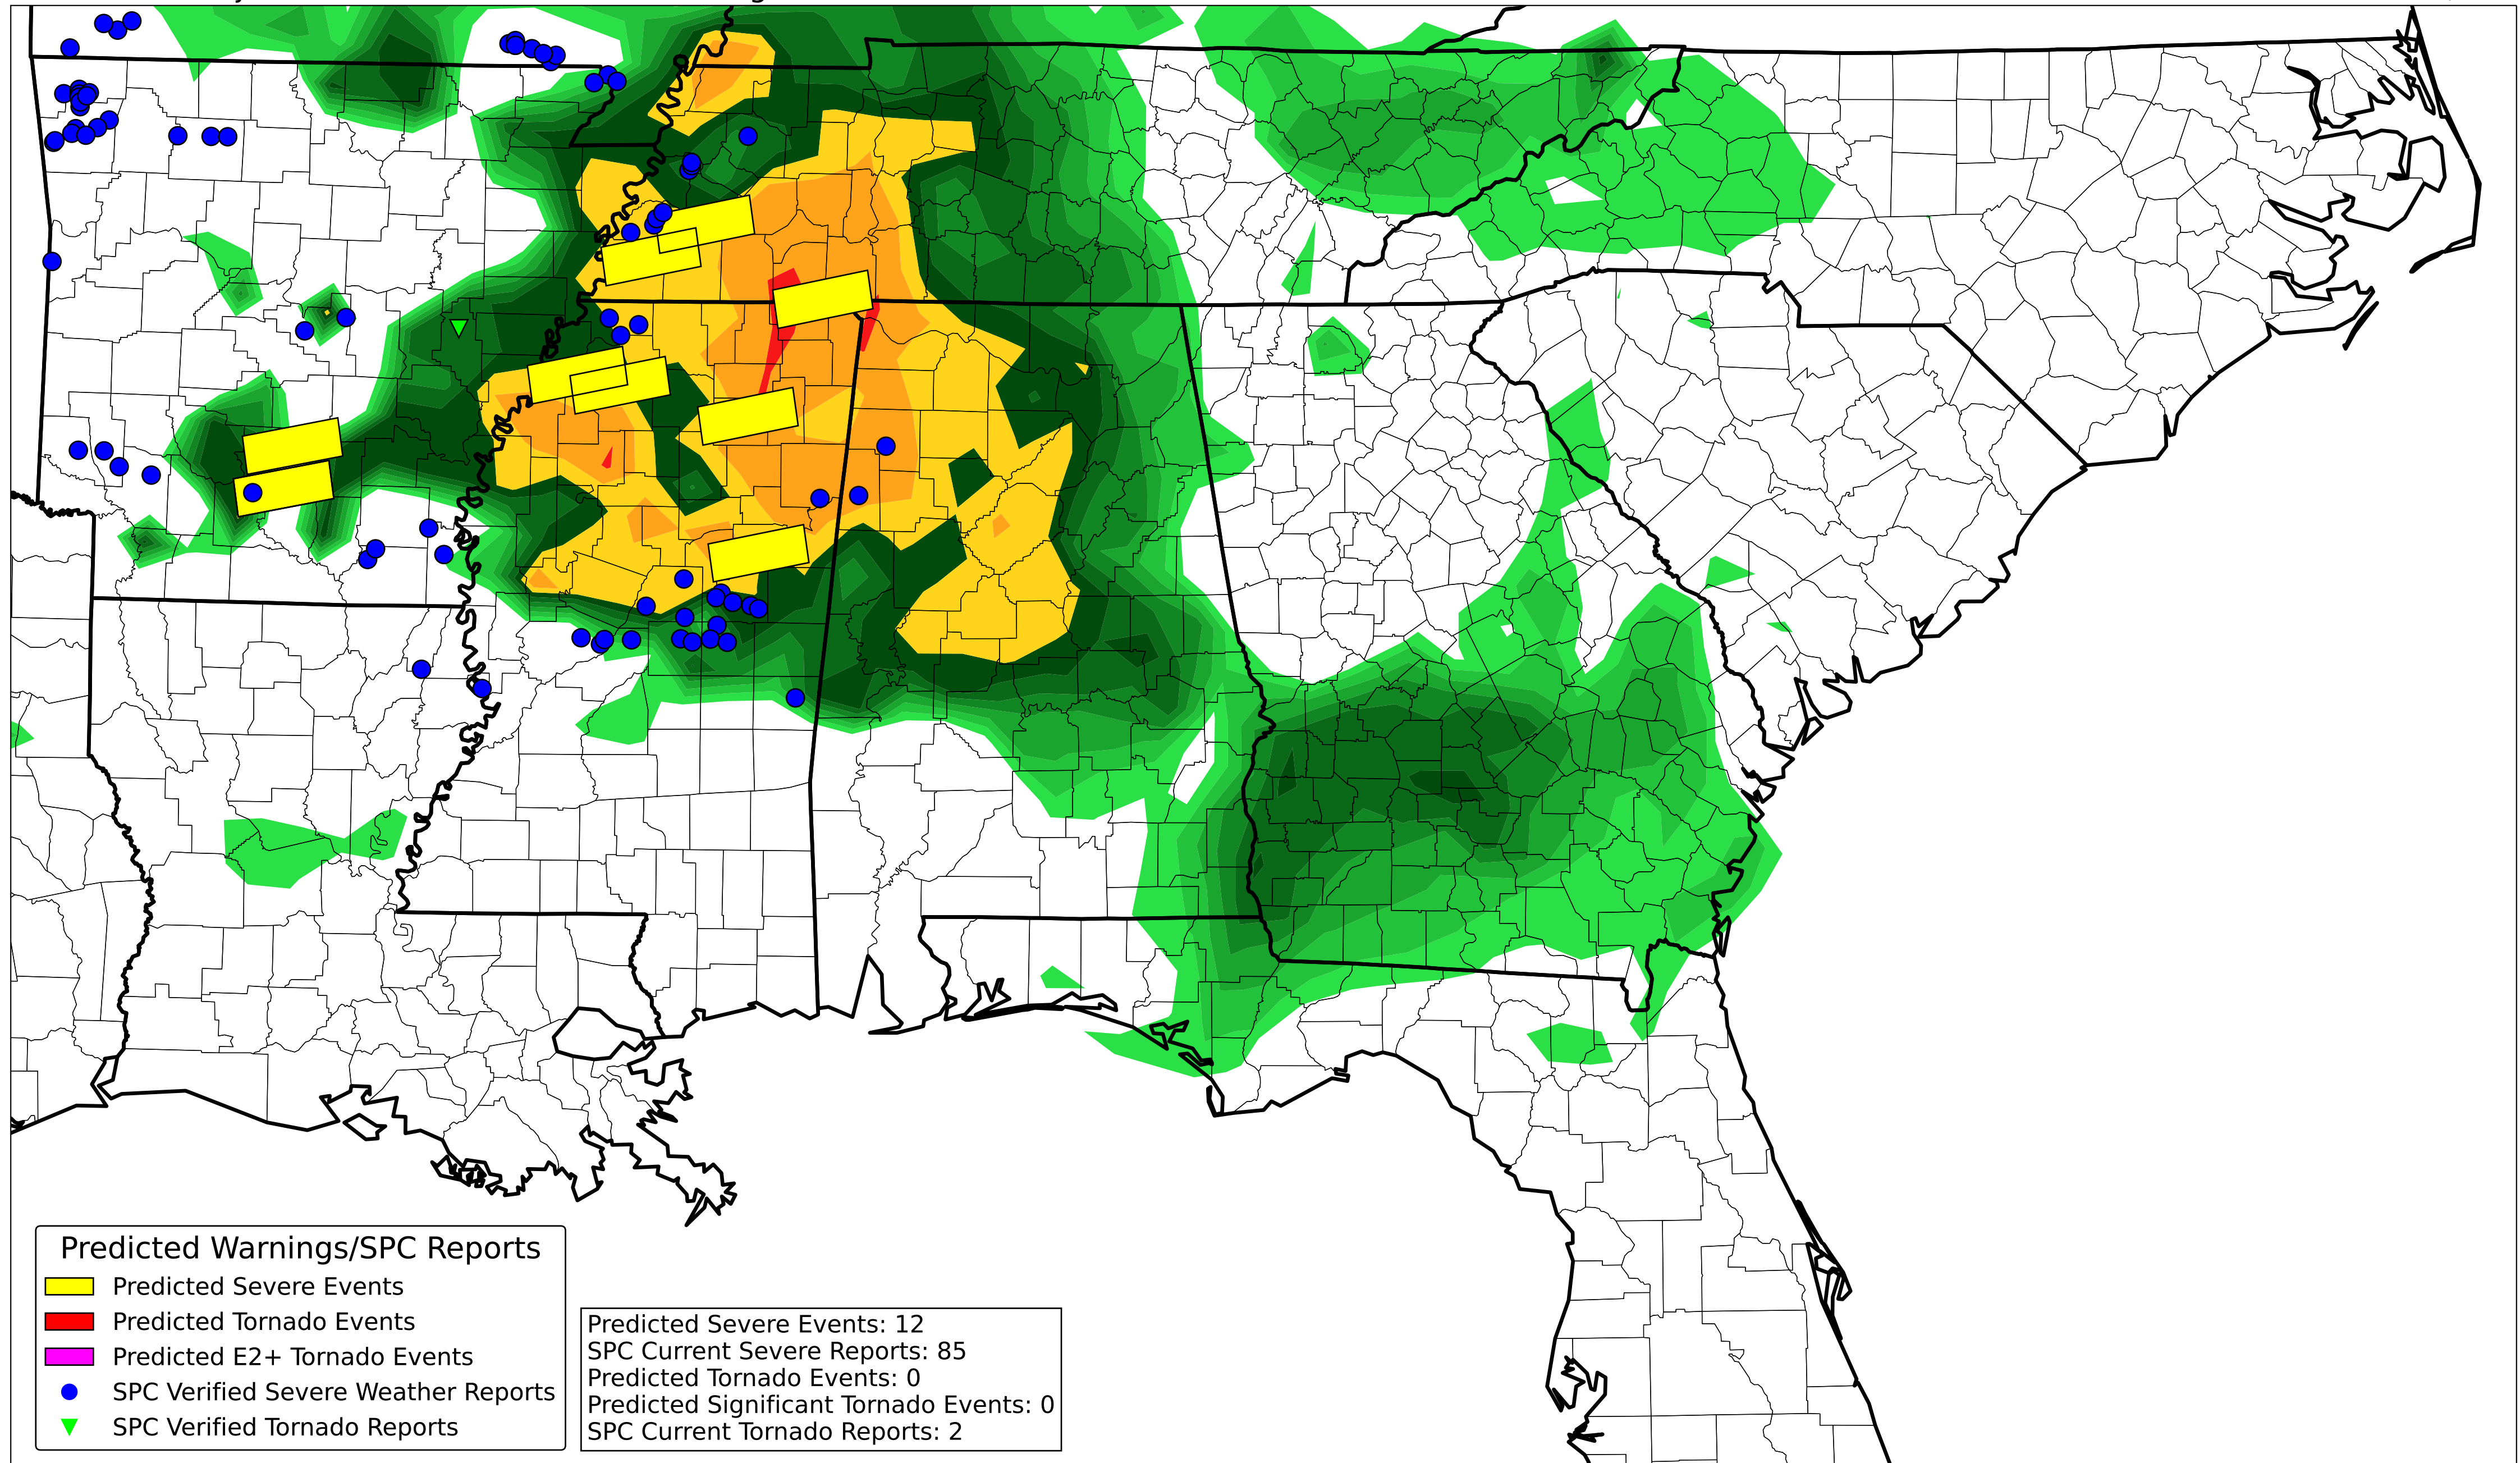 Predicted Warnings/SPC Reports
Predicted Severe Events
Predicted Tornado Events
Predicted E2+ Tornado Events
SPC Verified Severe Weather Reports
SPC Verified Tornado Reports
Predicted Severe Events: 12
SPC Current Severe Reports: 85
Predicted Tornado Events: 0
Predicted Significant Tornado Events: 0
SPC Current Tornado Reports: 2